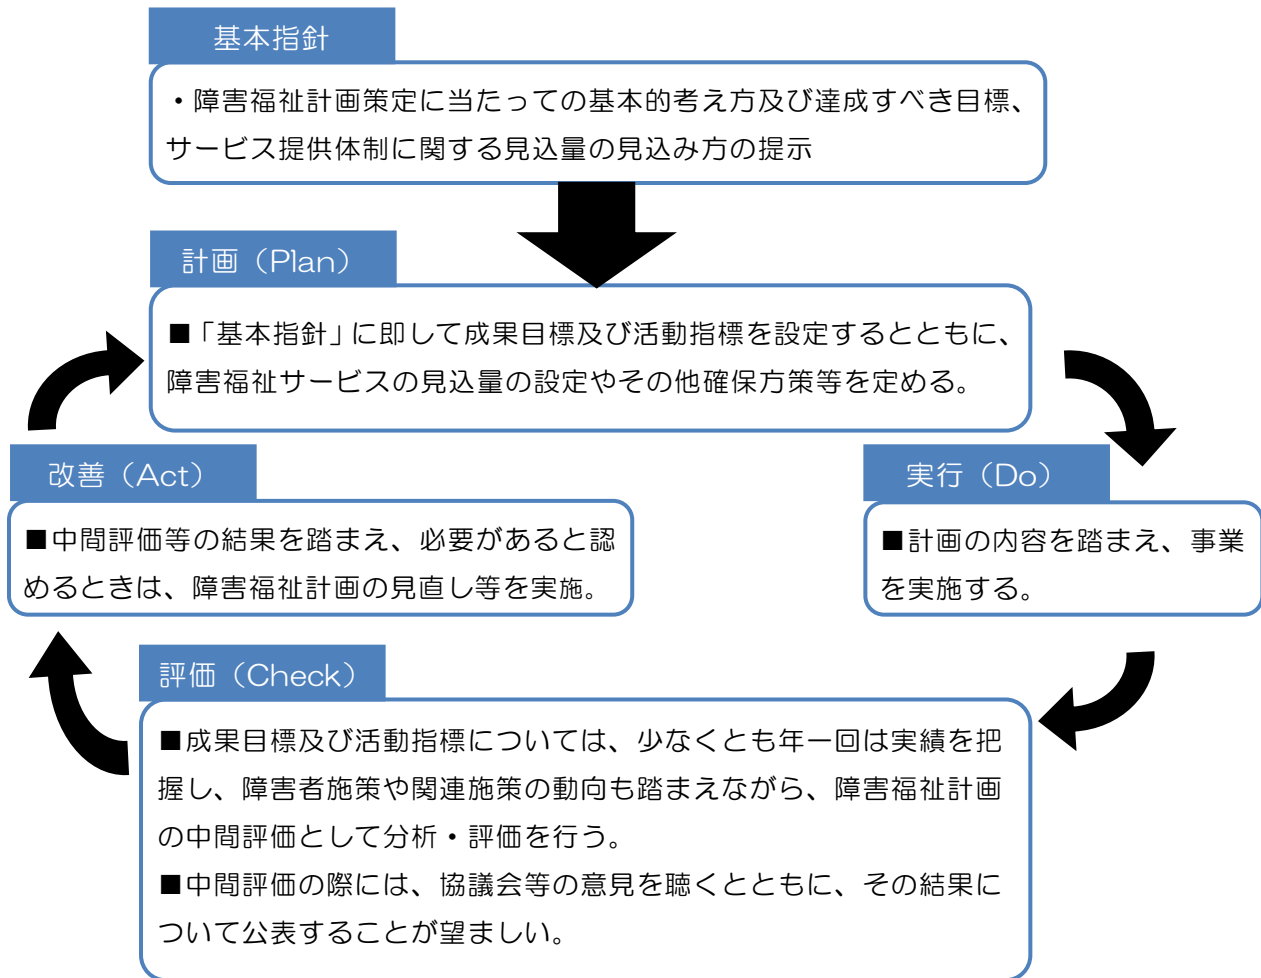 基本指針
・障害福祉計画策定に当たっての基本的考え方及び達成すべき目標、
サービス提供体制に関する見込量の見込み方の提示
計画（Plan）
■「基本指針」に即して成果目標及び活動指標を設定するとともに、
障害福祉サービスの見込量の設定やその他確保方策等を定める。
改善（Act）
■中間評価等の結果を踏まえ、必要があると認
めるときは、障害福祉計画の見直し等を実施。
実行（Do）
■計画の内容を踏まえ、事業
を実施する。
評価（Check）
■成果目標及び活動指標については、少なくとも年一回は実績を把
握し、障害者施策や関連施策の動向も踏まえながら、障害福祉計画
の中間評価として分析・評価を行う。
■中間評価の際には、協議会等の意見を聴くとともに、その結果に
ついて公表することが望ましい。